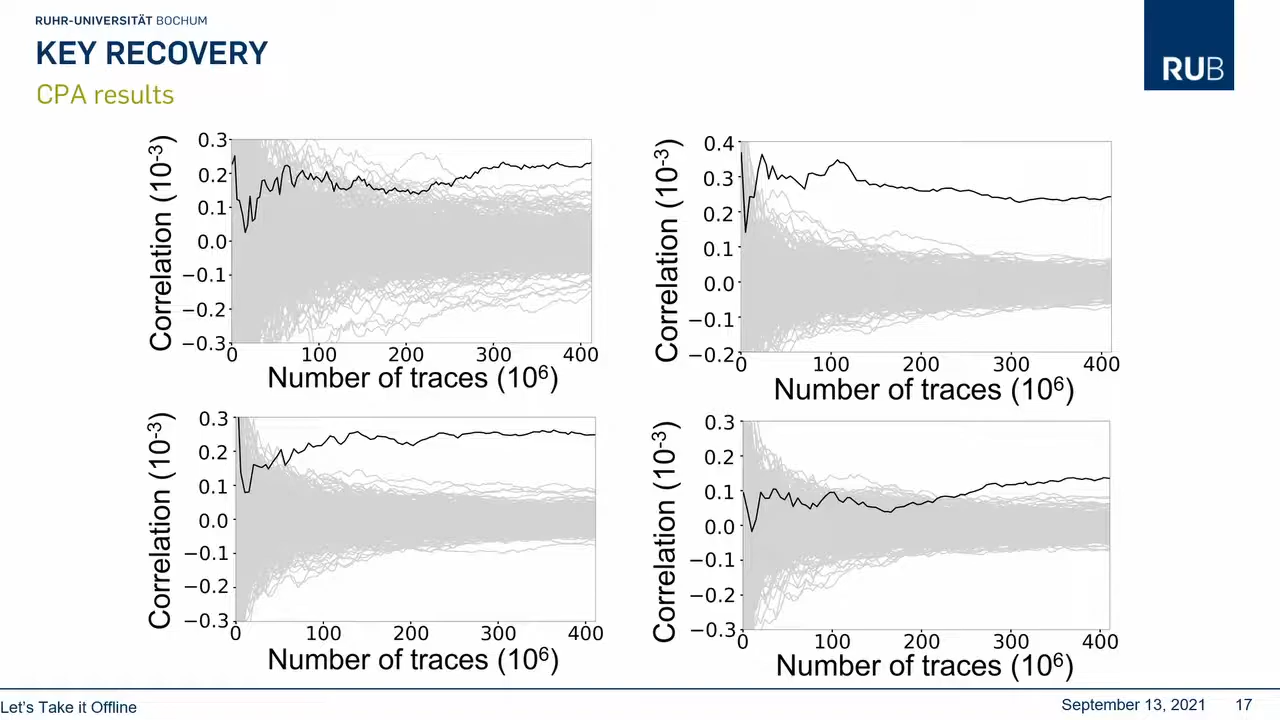 RUHR-UNIVERSITÄT BOCHUM
KEY RECOVERY
CPA results
RUB
Correlation (10⁻³)
0.3
0.2
0.1
0.0
−0.1
−0.2
−0.3
0 100 200 300 400
Number of traces (10⁶)
Correlation (10⁻³)
0.4
0.3
0.2
0.1
0.0
−0.1
−0.2
0 100 200 300 400
Number of traces (10⁶)
Correlation (10⁻³)
0.3
0.2
0.1
0.0
−0.1
−0.2
−0.3
0 100 200 300 400
Number of traces (10⁶)
Correlation (10⁻³)
0.3
0.2
0.1
0.0
−0.1
−0.2
−0.3
0 100 200 300 400
Number of traces (10⁶)
Let’s Take it Offline
September 13, 2021 17